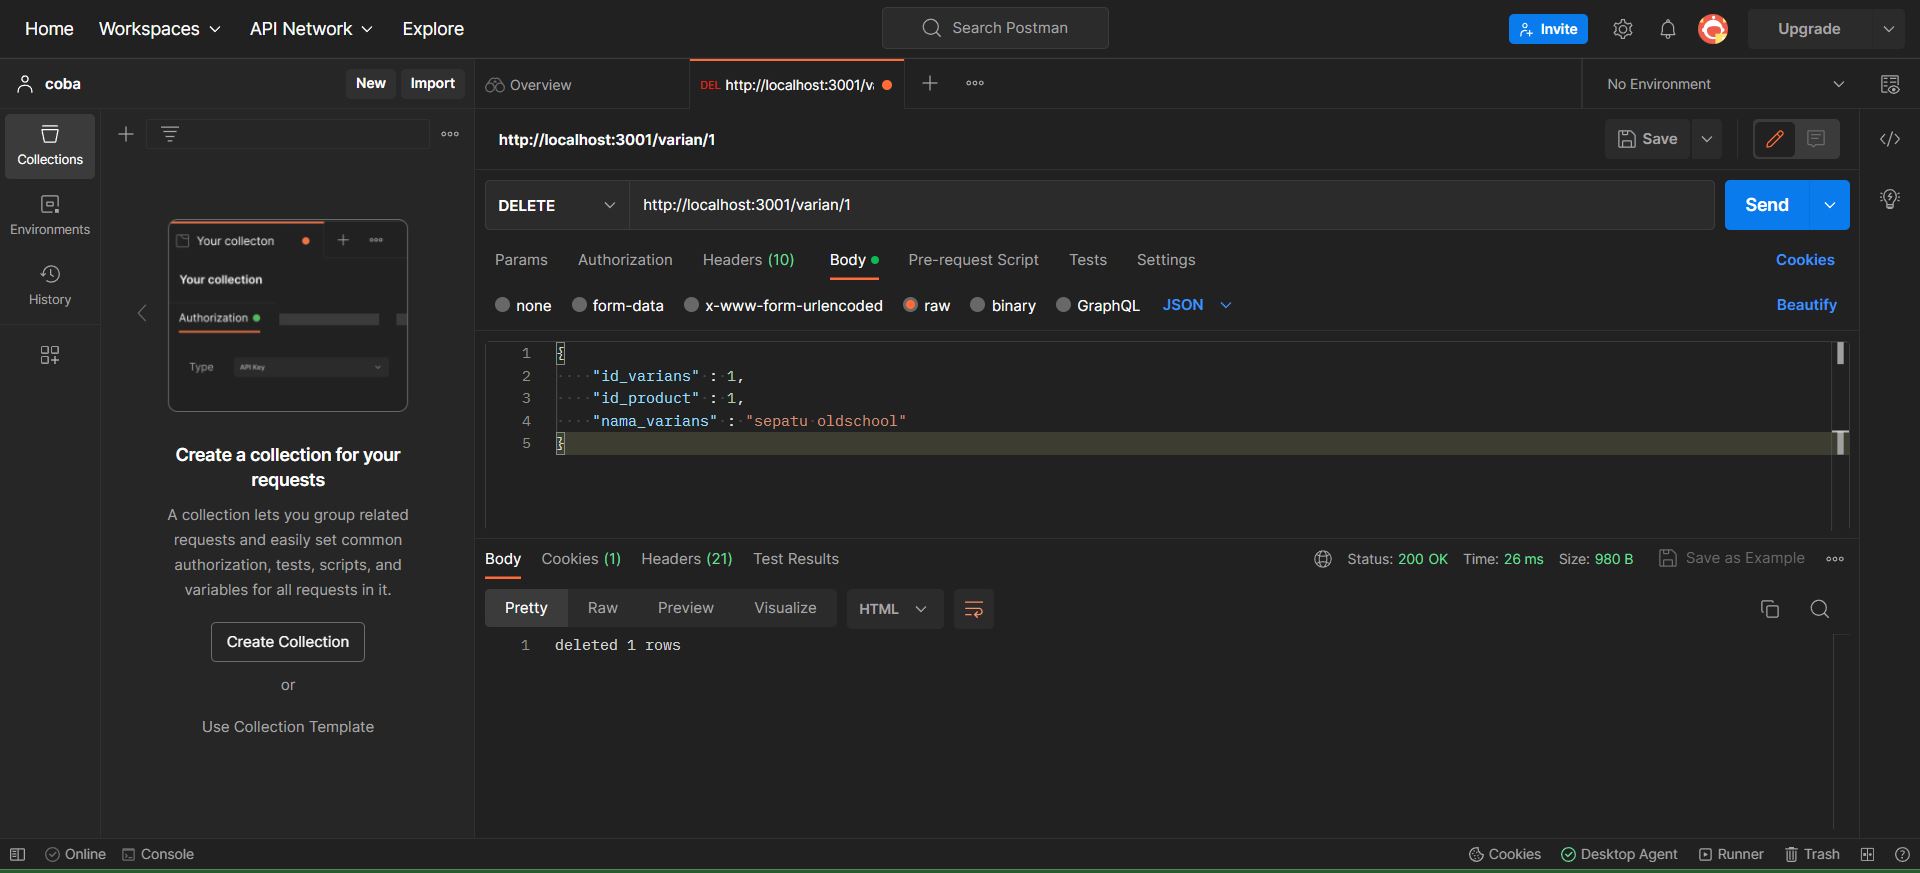 Home Workspaces API Network Explore Search Postman Invite Upgrade
coba New Import Overview DEL http://localhost:3001/v No Environment
http://localhost:3001/varian/1 Save
Collections
Environments
History
Your collecton
Your collection
Authorization
Type API Key
Create a collection for your
requests
A collection lets you group related
requests and easily set common
authorization, tests, scripts, and
variables for all requests in it.
Create Collection
or
Use Collection Template
DELETE http://localhost:3001/varian/1 Send
Params Authorization Headers (10) Body Pre-request Script Tests Settings Cookies
none form-data x-www-form-urlencoded raw binary GraphQL JSON Beautify
1 {
2 "id_varians" : 1,
3 "id_product" : 1,
4 "nama_varians" : "sepatu oldschool"
5 }
Body Cookies (1) Headers (21) Test Results Status: 200 OK Time: 26 ms Size: 980 B Save as Example
Pretty Raw Preview Visualize HTML
1 deleted 1 rows
Online Console Cookies Desktop Agent Runner Trash